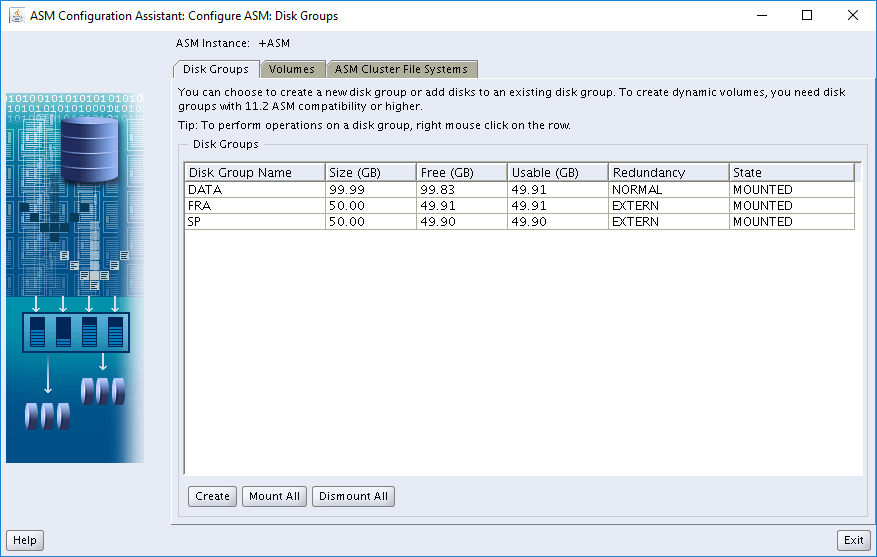 ASM Configuration Assistant: Configure ASM: Disk Groups
ASM Instance: +ASM
Disk Groups Volumes ASM Cluster File Systems
You can choose to create a new disk group or add disks to an existing disk group. To create dynamic volumes, you need disk
groups with 11.2 ASM compatibility or higher.
Tip: To perform operations on a disk group, right mouse click on the row.
Disk Groups
Disk Group Name Size (GB) Free (GB) Usable (GB) Redundancy State
DATA 99.99 99.83 49.91 NORMAL MOUNTED
FRA 50.00 49.91 49.91 EXTERN MOUNTED
SP 50.00 49.90 49.90 EXTERN MOUNTED
Create Mount All Dismount All
Help Exit